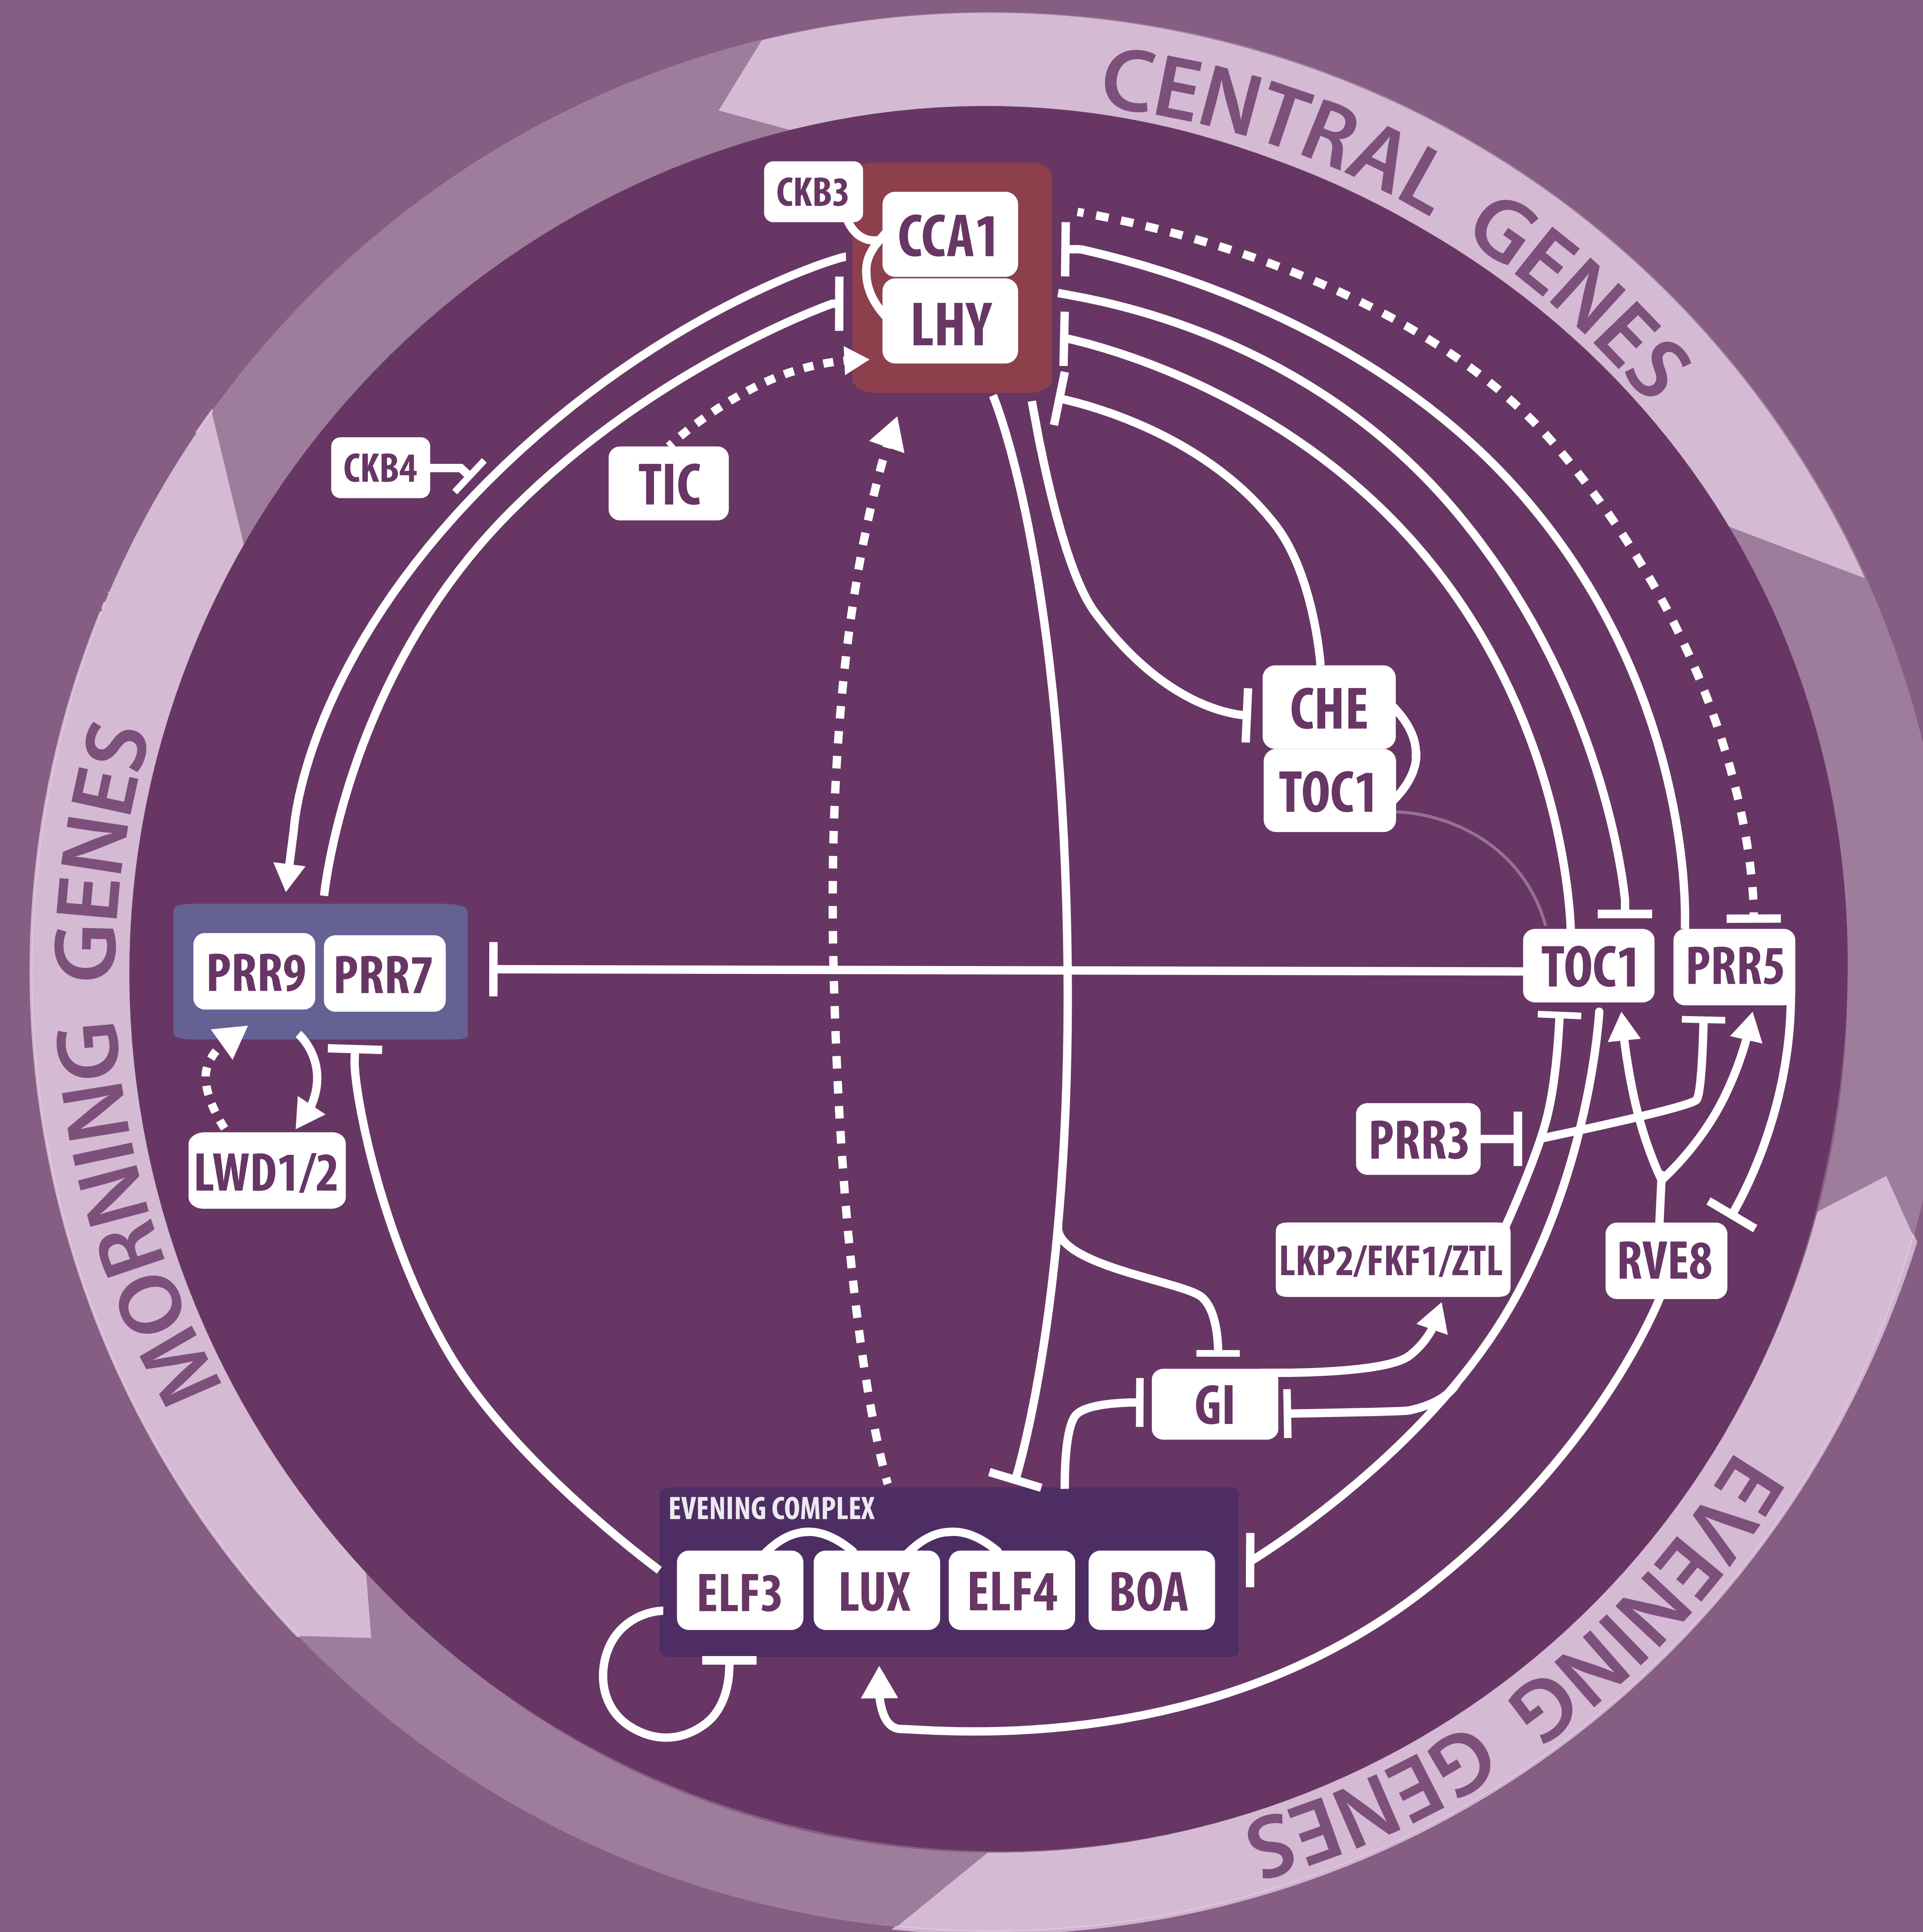 CENTRAL GENES
CKB3
CCA1
LHY
CKB4
TIC
CHE
TOC1
MORNING GENES
PRR9
PRR7
TOC1
PRR5
PRR3
LWD1/2
LKP2/FKF1/ZTL
RVE8
GI
EVENING COMPLEX
ELF3
LUX
ELF4
BOA
EVENING GENES